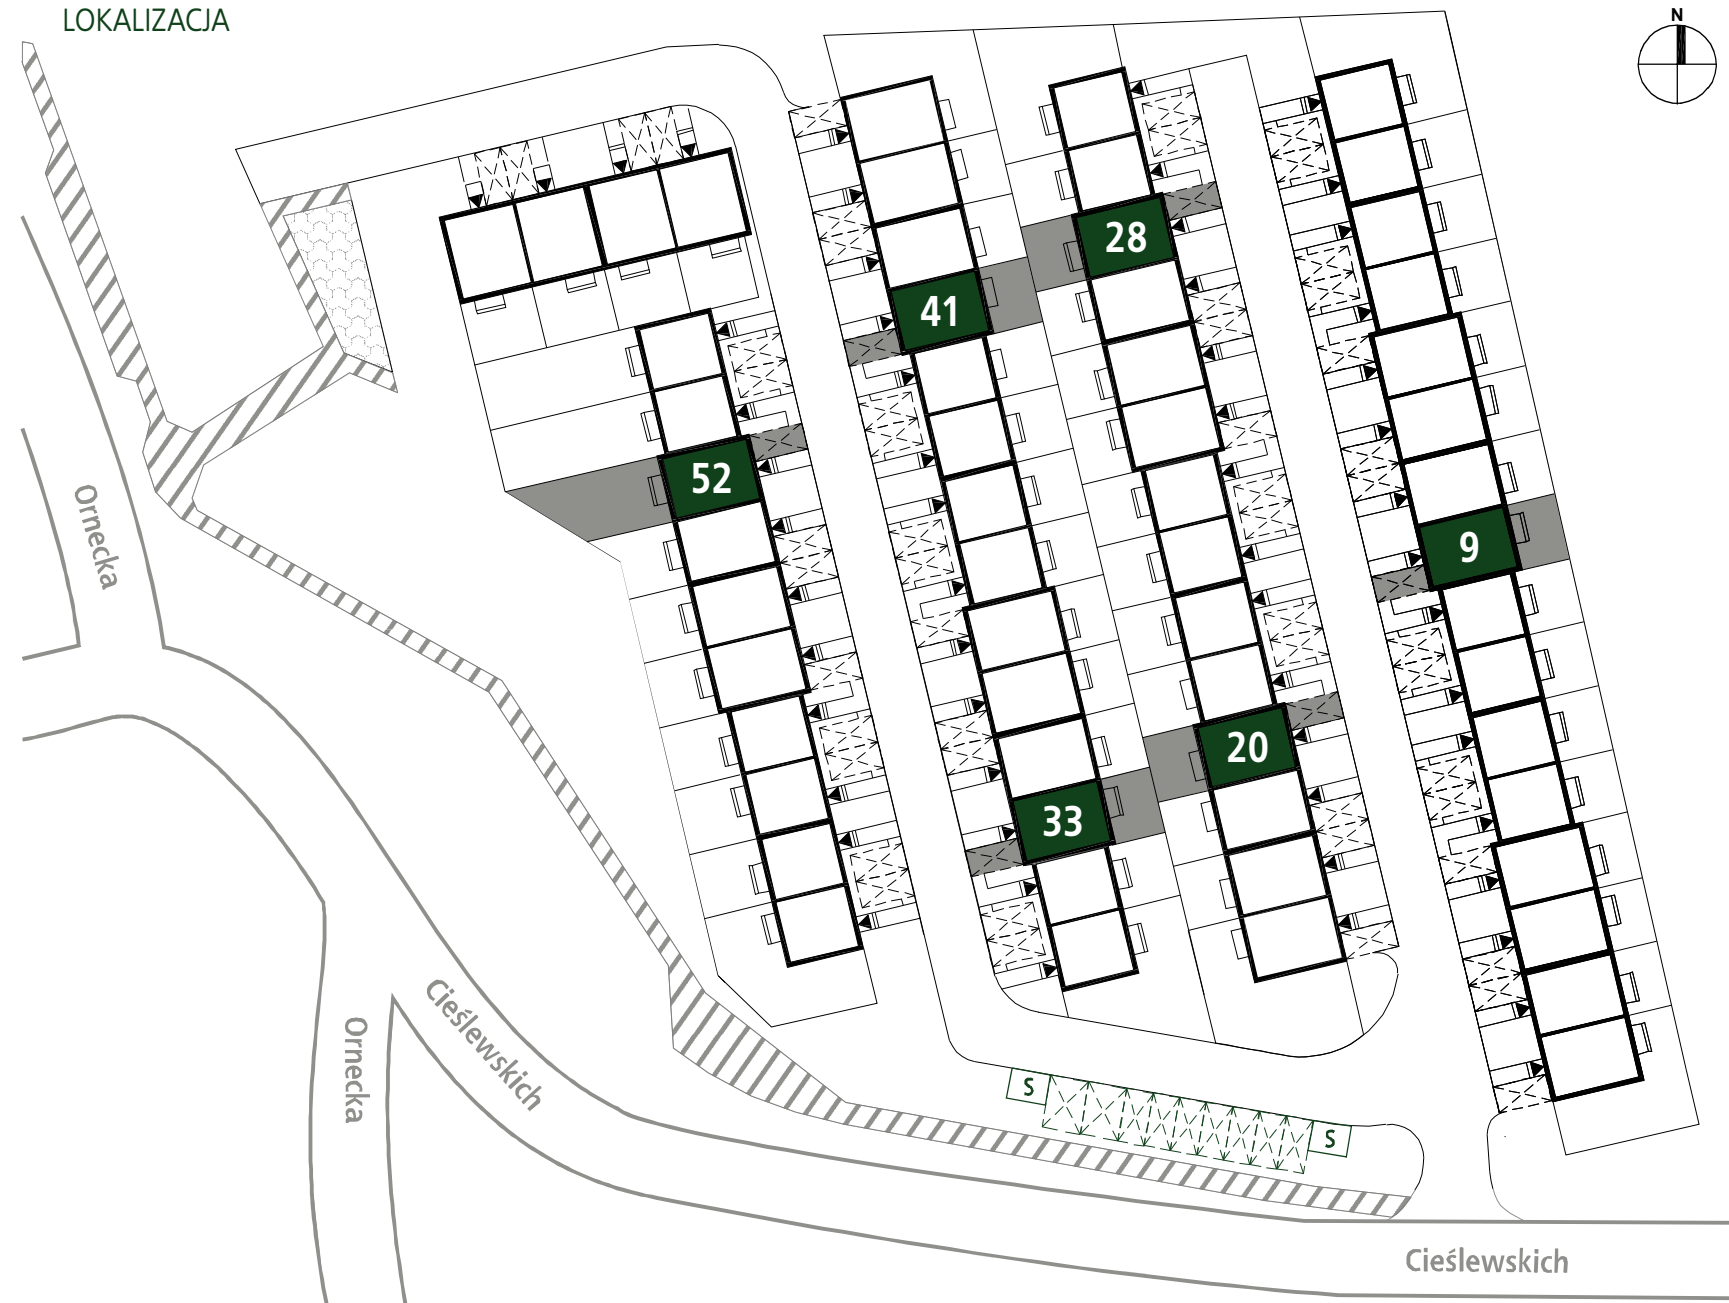 LOKALIZACJA
N
28
41
52
9
Ornecka
20
33
Cieślewskich
Ornecka
S
S
Cieślewskich